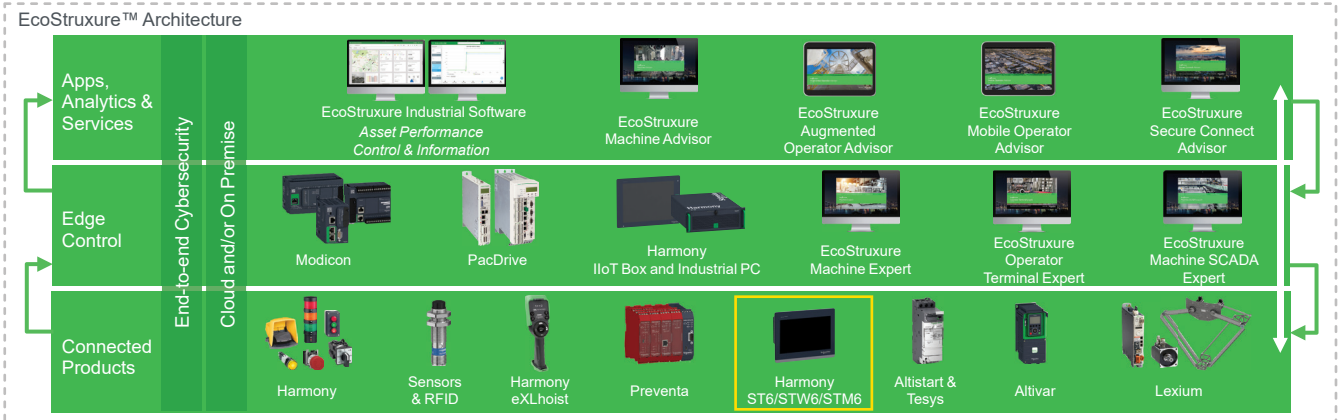 EcoStruxure™ Architecture
Apps,
Analytics &
Services
End-to-end Cybersecurity
Cloud and/or On Premise
EcoStruxure Industrial Software
Asset Performance
Control & Information
EcoStruxure
Machine Advisor
EcoStruxure
Augmented
Operator Advisor
EcoStruxure
Mobile Operator
Advisor
EcoStruxure
Secure Connect
Advisor
Edge
Control
Modicon
PacDrive
Harmony
Harmony
IIoT Box and Industrial PC
EcoStruxure
Machine Expert
EcoStruxure
Operator
Terminal Expert
EcoStruxure
Machine SCADA
Expert
Connected
Products
Harmony
Sensors
& RFID
Harmony
eXLhoist
Preventa
Harmony
ST6/STW6/STM6
Altistart &
Tesys
Altivar
Lexium